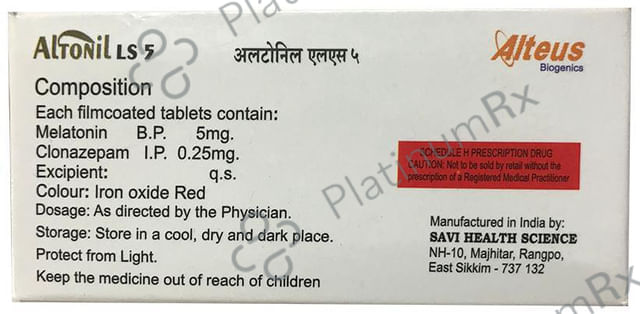 ALTONIL LS 5
अलटोनिल एलएस ५
Alteus
Biogenics
Composition
Each filmcoated tablets contain:
Melatonin B.P. 5mg.
Clonazepam I.P. 0.25mg.
Excipient: q.s.
Colour: Iron oxide Red
Dosage: As directed by the Physician.
Storage: Store in a cool, dry and dark place.
Protect from Light.
Keep the medicine out of reach of children
SCHEDULE H PRESCRIPTION DRUG
CAUTION: Not to be sold by retail without the
prescription of a Registered Medical Practitioner
Manufactured in India by:
SAVI HEALTH SCIENCE
NH-10, Majhitar, Rangpo,
East Sikkim - 737 132
PlatinumRx
PlatinumRx